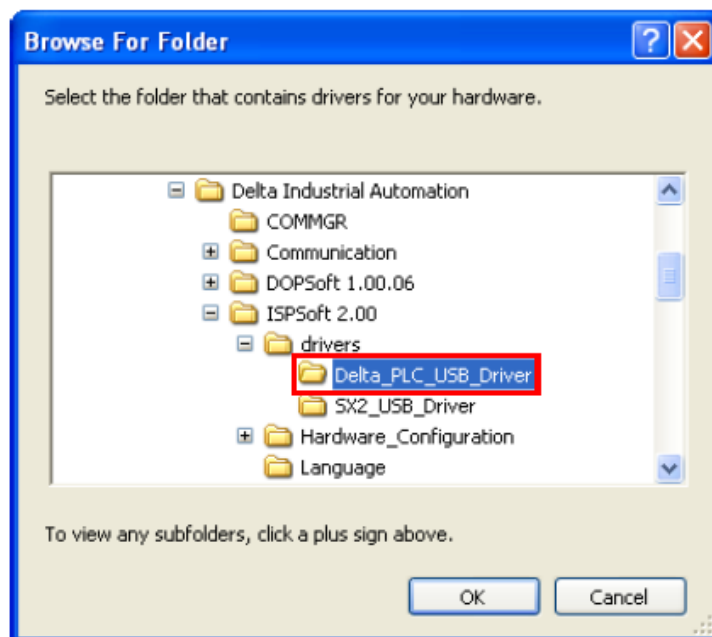 Browse For Folder
Select the folder that contains drivers for your hardware.
Delta Industrial Automation
COMMGR
Communication
DOPSoft 1.00.06
ISPSoft 2.00
drivers
Delta_PLC_USB_Driver
SX2_USB_Driver
Hardware_Configuration
Language
To view any subfolders, click a plus sign above.
OK
Cancel